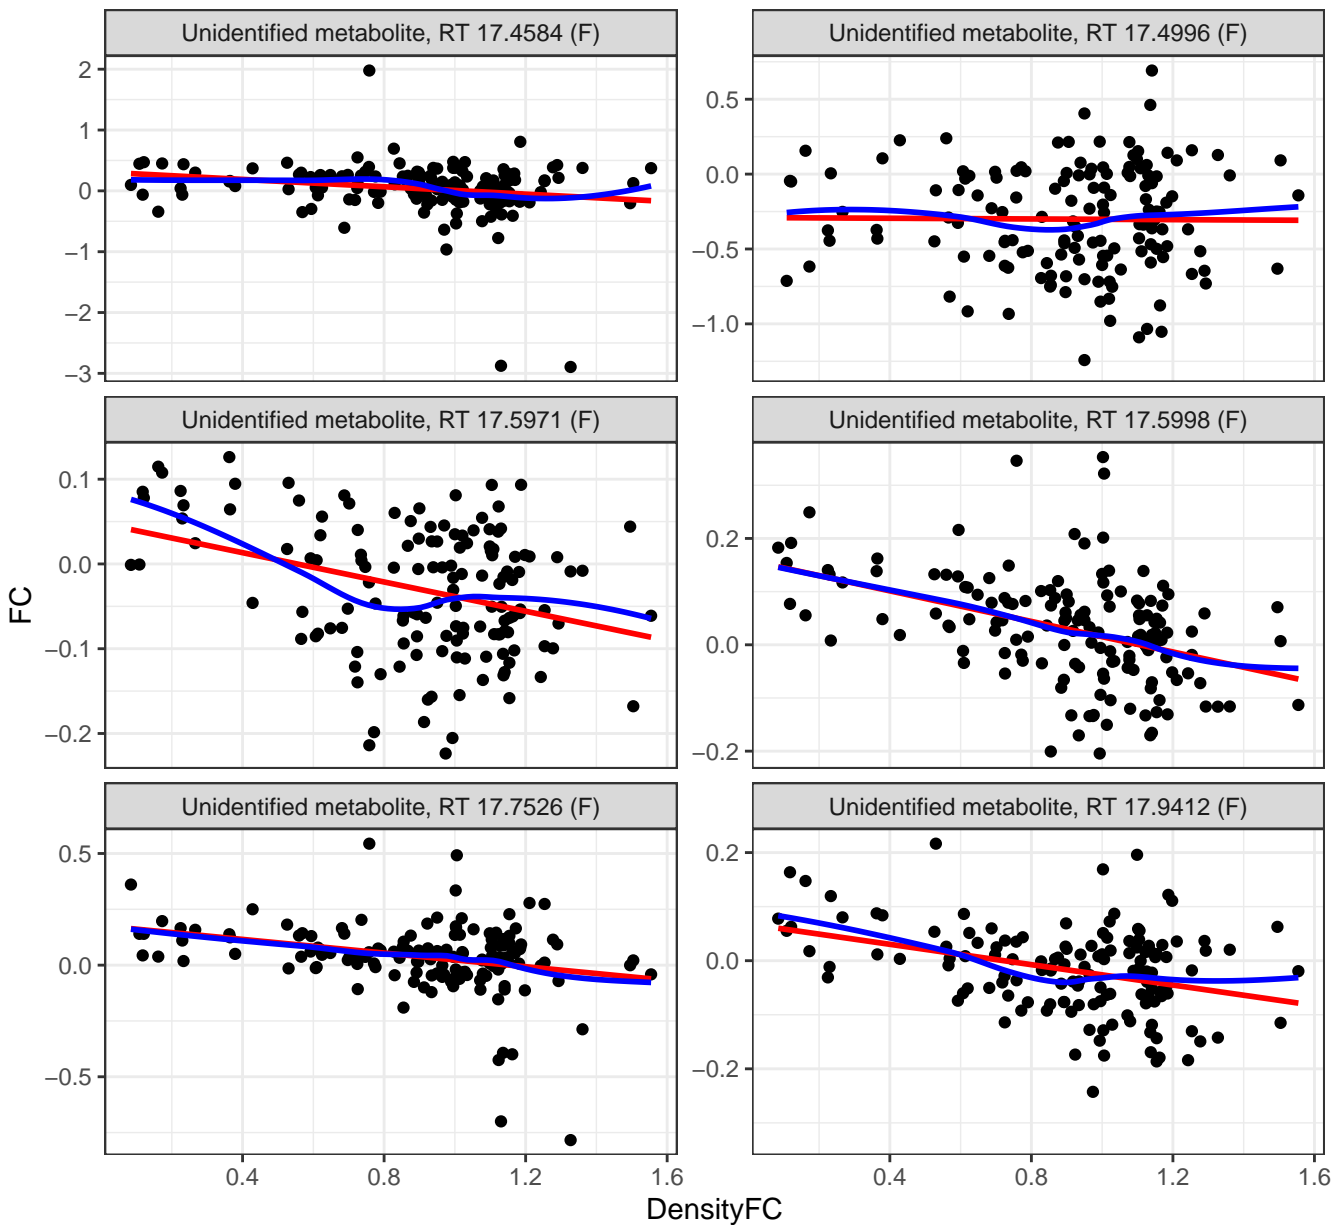 Unidentified metabolite, RT 17.4584 (F)
Unidentified metabolite, RT 17.4996 (F)
2
1
0
−1
−2
−3
0.5
0.0
−0.5
−1.0
Unidentified metabolite, RT 17.5971 (F)
Unidentified metabolite, RT 17.5998 (F)
0.1
0.0
−0.1
−0.2
0.2
0.0
−0.2
FC
Unidentified metabolite, RT 17.7526 (F)
Unidentified metabolite, RT 17.9412 (F)
0.5
0.0
−0.5
0.2
0.0
−0.2
0.4 0.8 1.2 1.6
0.4 0.8 1.2 1.6
DensityFC